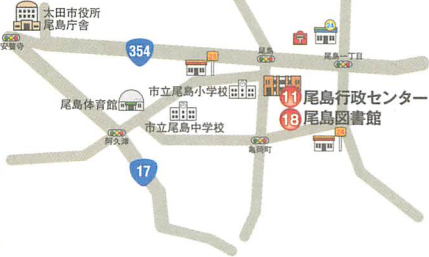 太田市役所
尾島庁舎
安養寺
354
24
尾島
尾島一丁目
市立尾島小学校
11 尾島行政センター
尾島体育館
18 尾島図書館
市立尾島中学校
阿久津
亀岡町
17